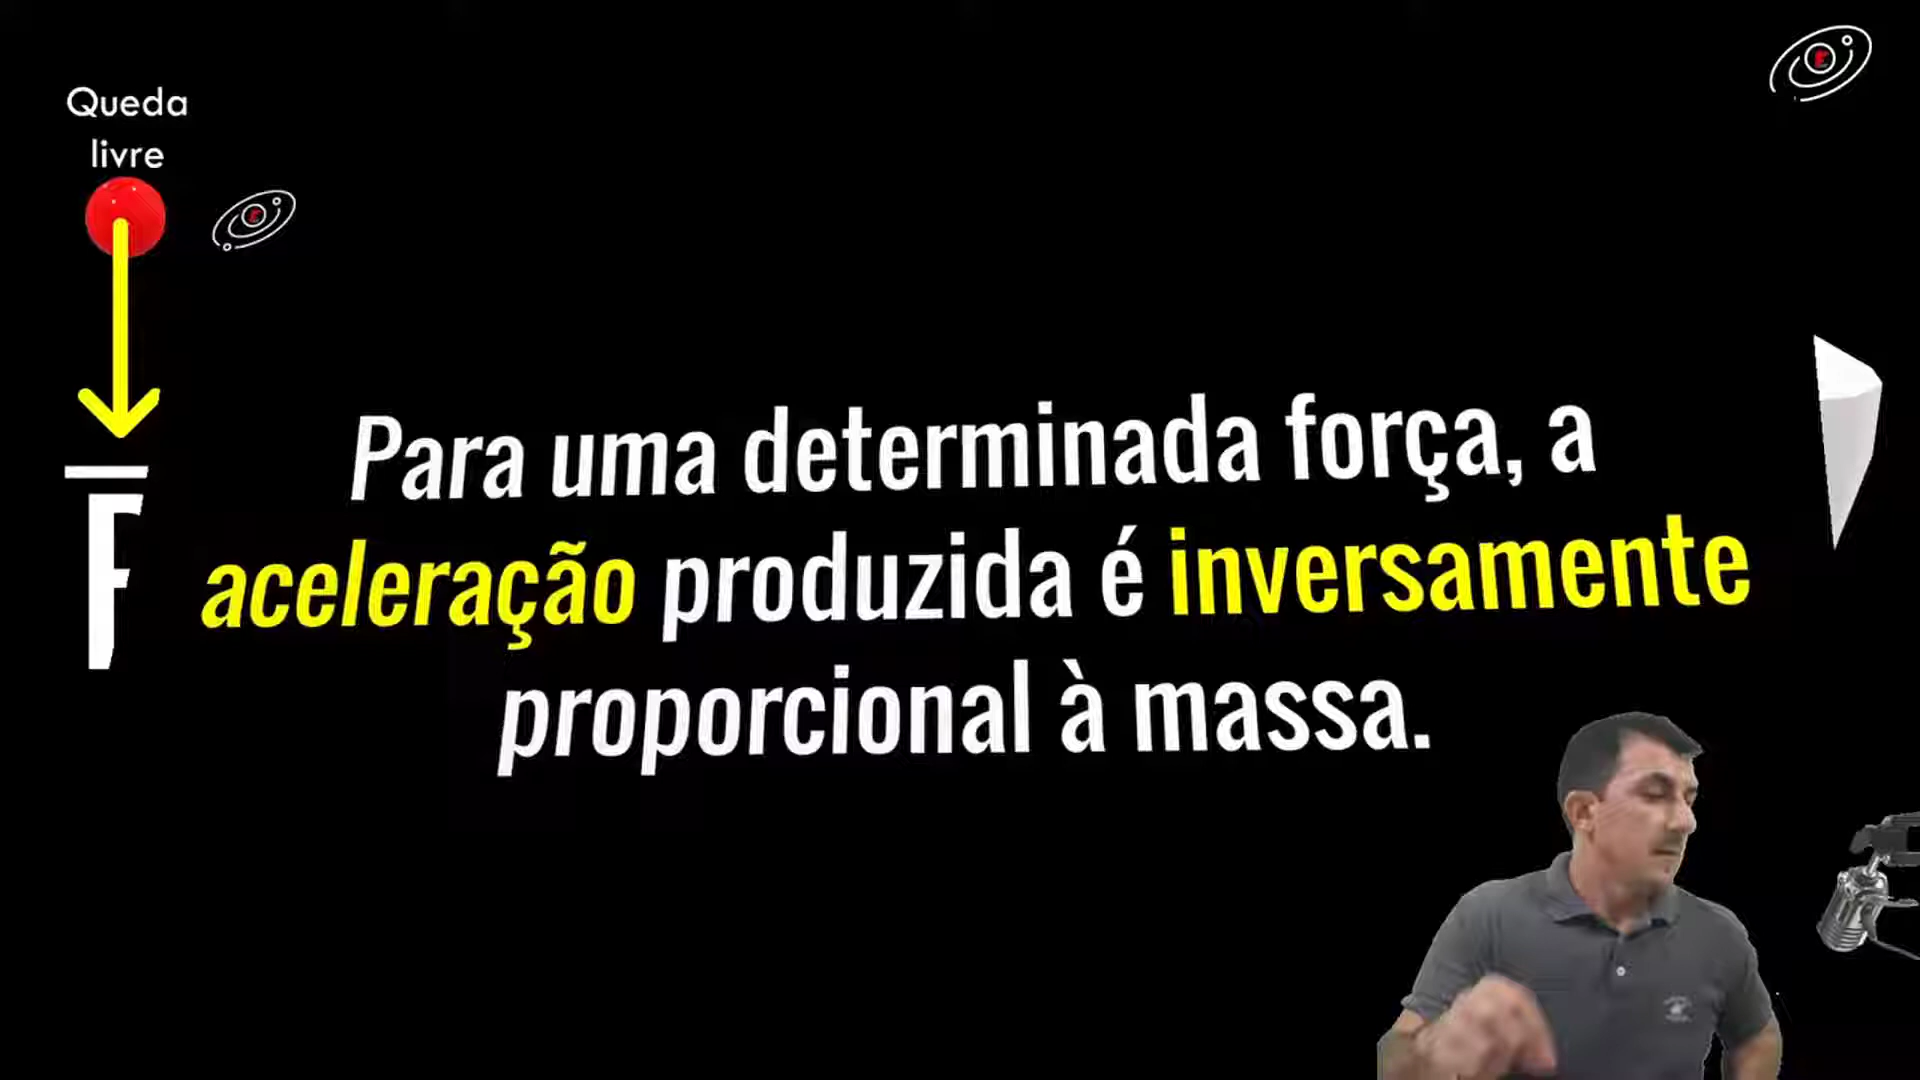 Queda
livre
F
Para uma determinada força, a
aceleração produzida é inversamente
proporcional à massa.